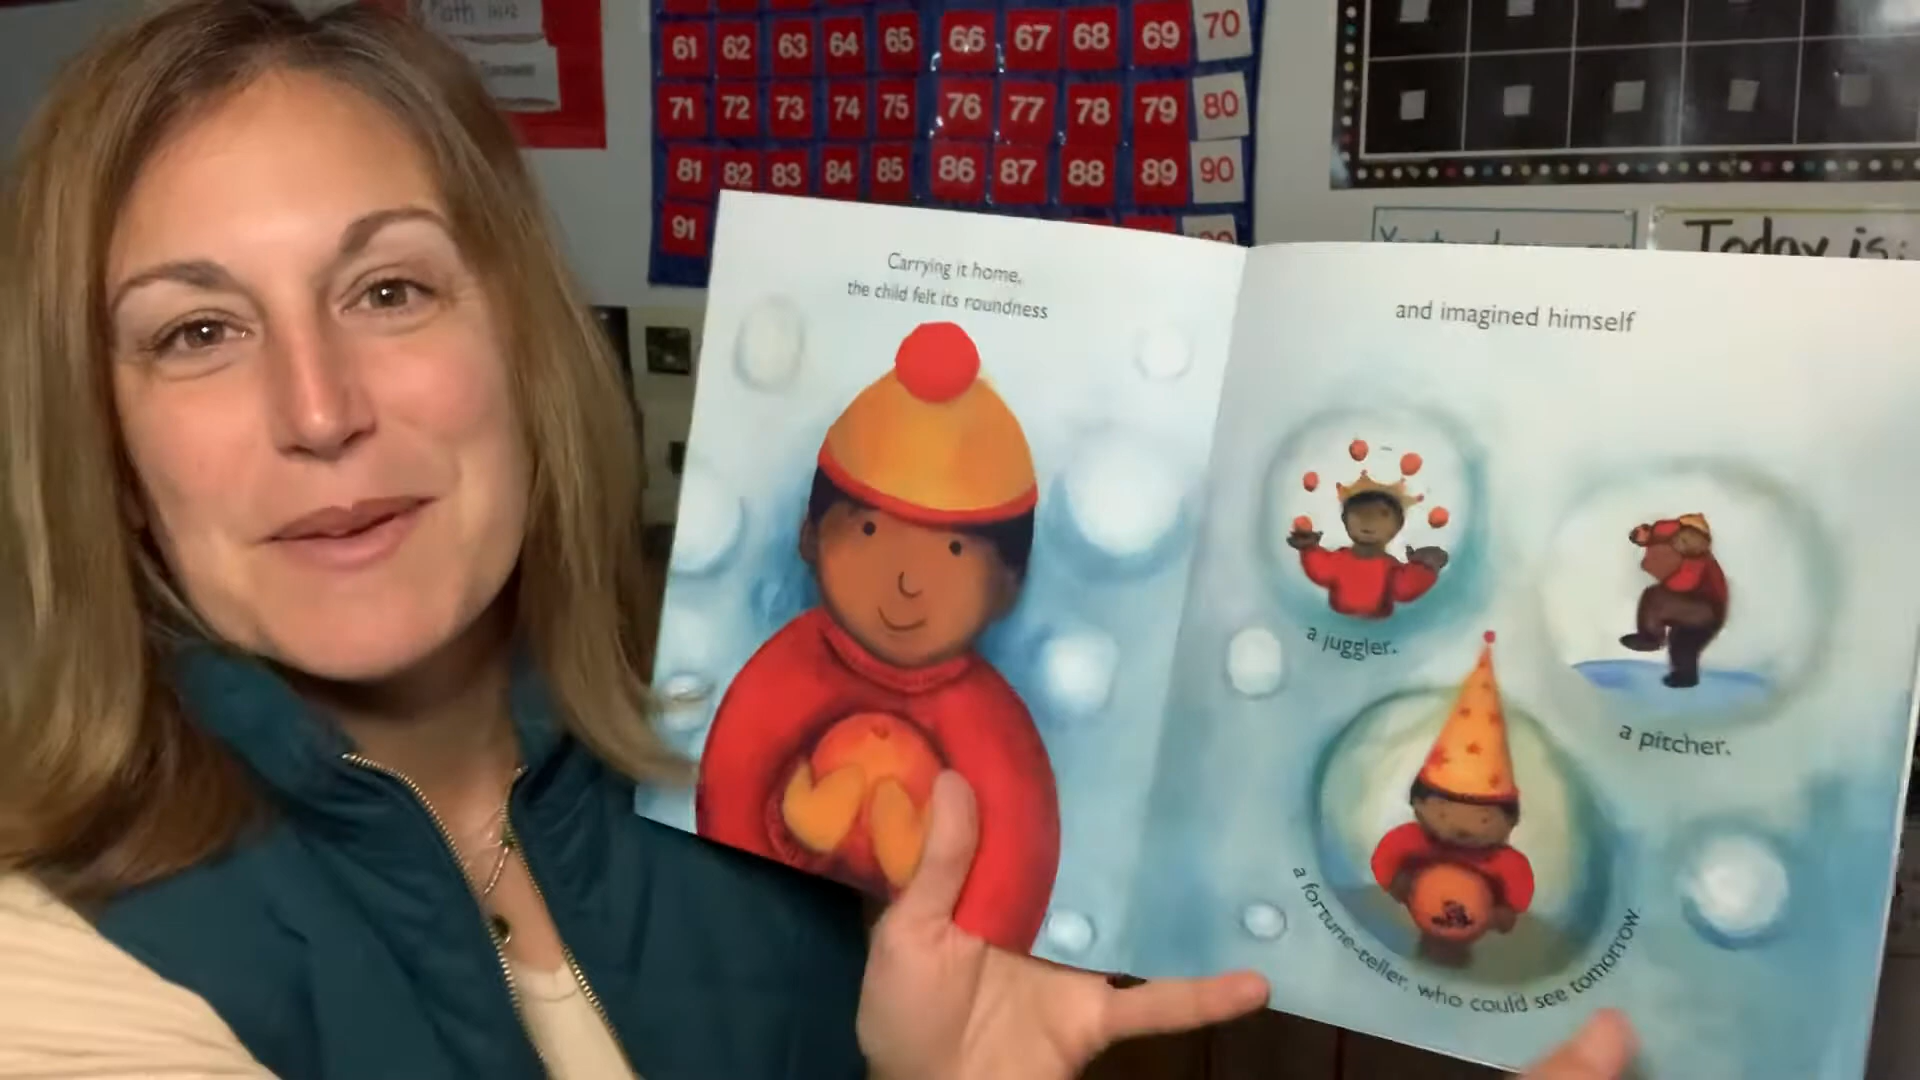 Math
61 62 63 64 65 66 67 68 69 70
71 72 73 74 75 76 77 78 79 80
81 82 83 84 85 86 87 88 89 90
91
Today is:
Carrying it home,
the child felt its roundness
and imagined himself
a juggler.
a pitcher.
a fortune-teller, who could see tomorrow.